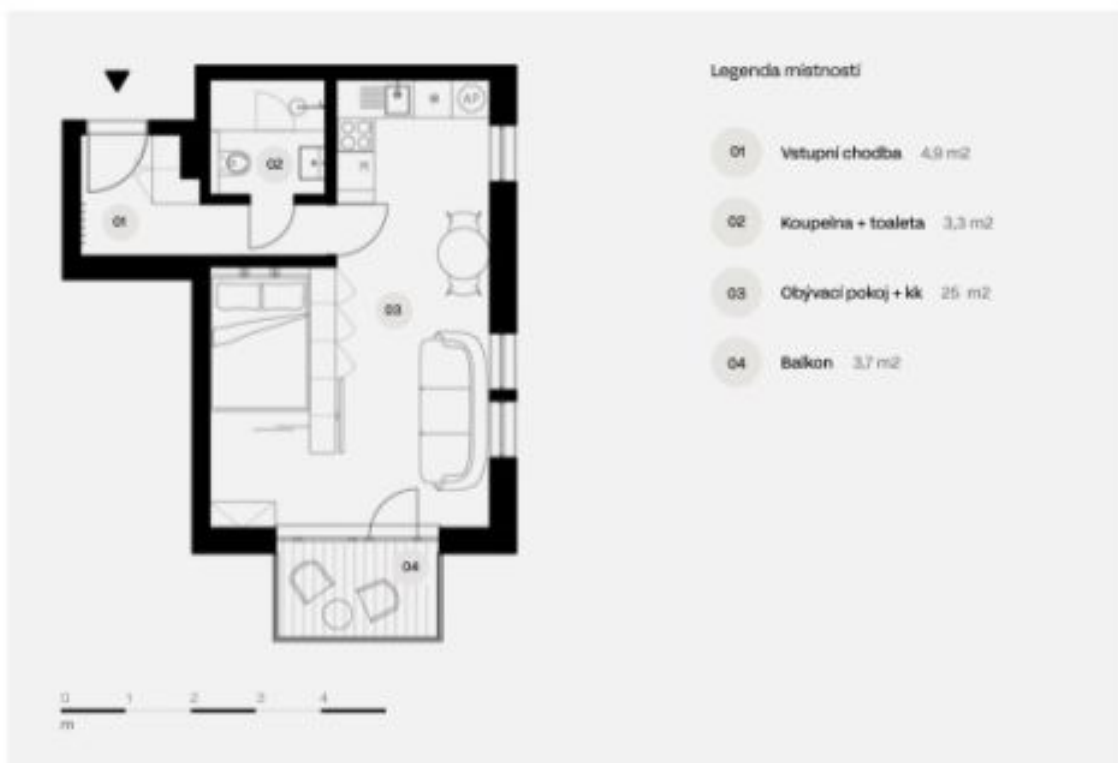 Legenda místností
01 Vstupní chodba 4,9 m2
02 Koupelna + toaleta 3,3 m2
03 Obývací pokoj + kk 25 m2
04 Balkon 3,7 m2
AP
02
R
01
03
04
0 1 2 3 4
m